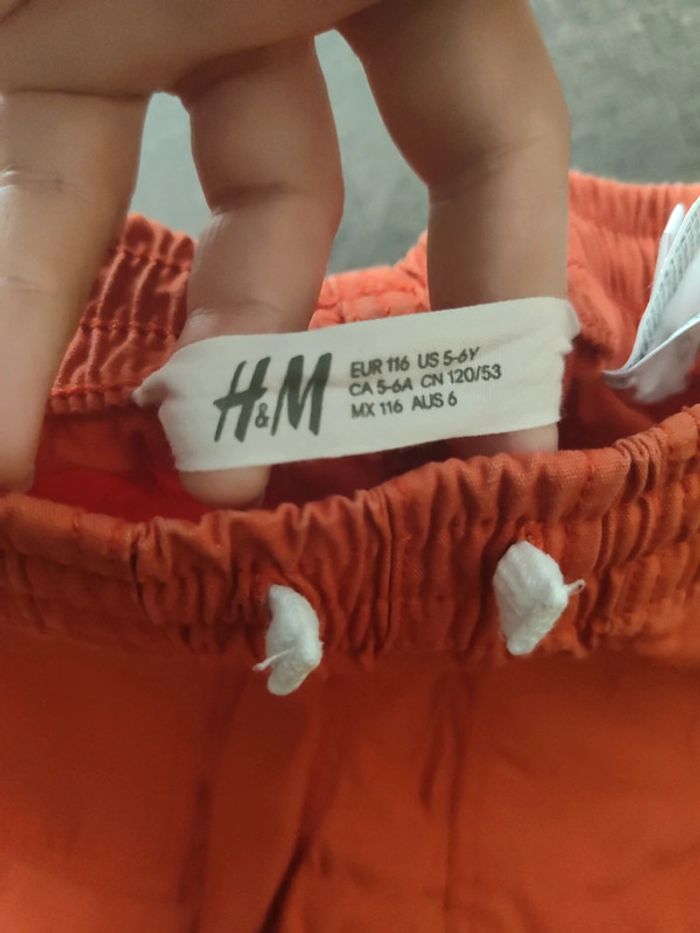 H&M
EUR 116 US 5-6Y
CA 5-6A CN 120/53
MX 116 AUS 6